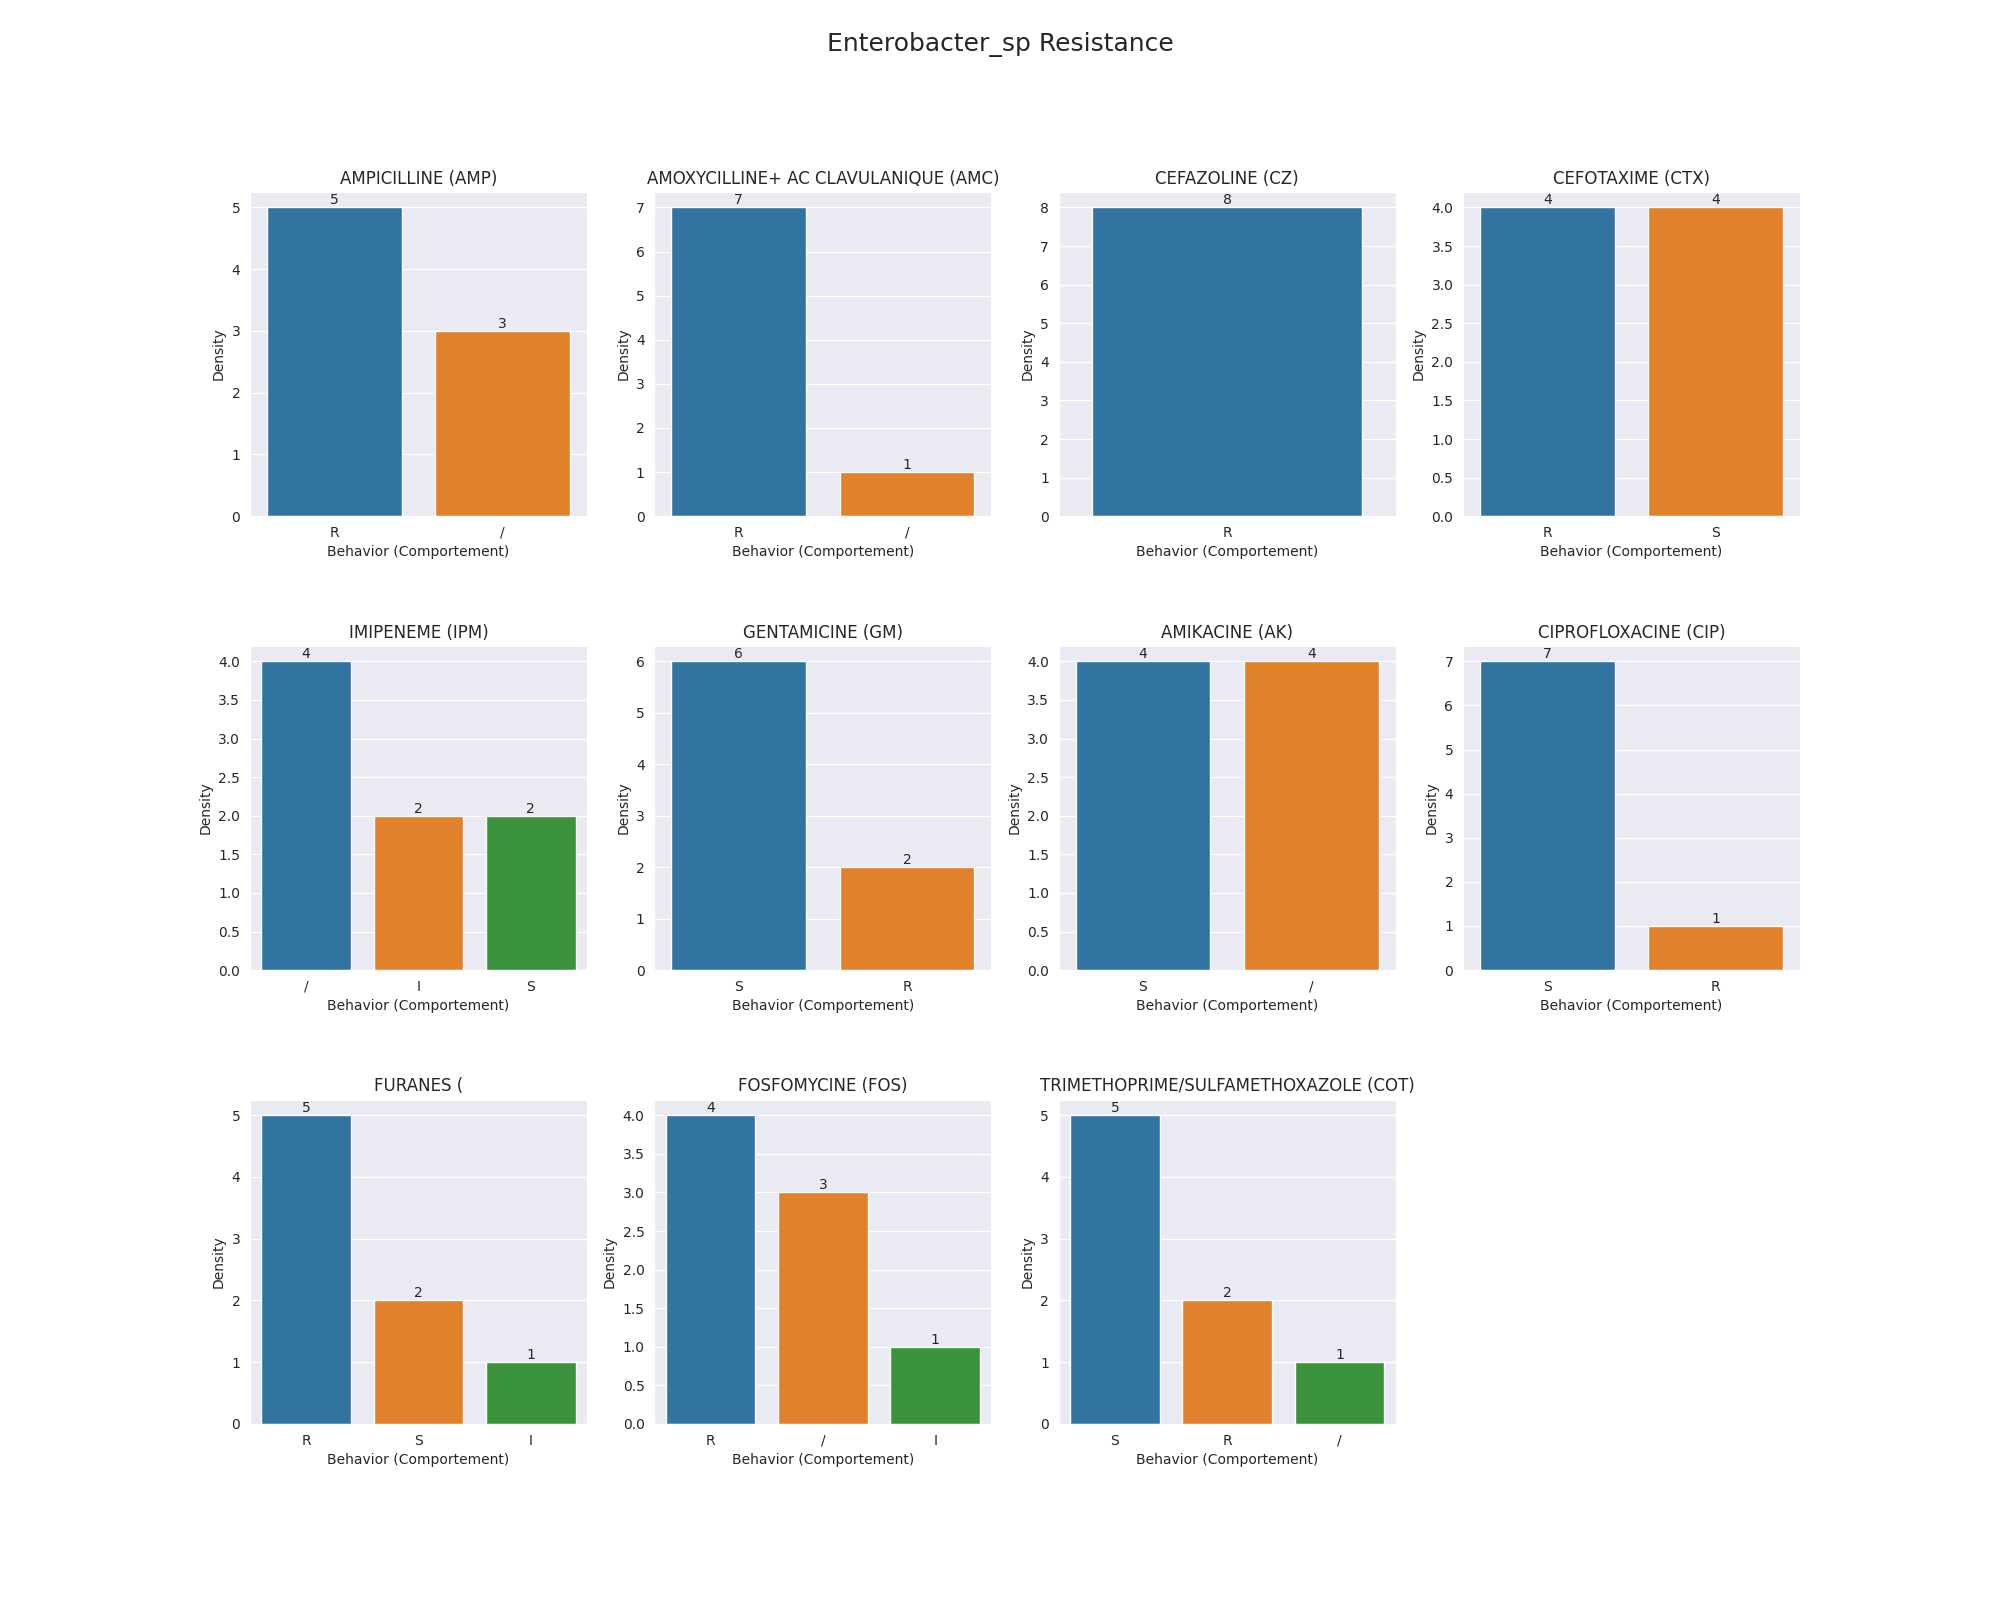 Enterobacter_sp Resistance
AMPICILLINE (AMP)
5
3
5
4
3
2
1
0
Density
R /
Behavior (Comportement)
AMOXYCILLINE+ AC CLAVULANIQUE (AMC)
7
1
7
6
5
4
3
2
1
0
Density
R /
Behavior (Comportement)
CEFAZOLINE (CZ)
8
8
7
6
5
4
3
2
1
0
Density
R
Behavior (Comportement)
CEFOTAXIME (CTX)
4 4
4.0
3.5
3.0
2.5
2.0
1.5
1.0
0.5
0.0
Density
R S
Behavior (Comportement)
IMIPENEME (IPM)
4
2 2
4.0
3.5
3.0
2.5
2.0
1.5
1.0
0.5
0.0
Density
/ I S
Behavior (Comportement)
GENTAMICINE (GM)
6
2
6
5
4
3
2
1
0
Density
S R
Behavior (Comportement)
AMIKACINE (AK)
4 4
4.0
3.5
3.0
2.5
2.0
1.5
1.0
0.5
0.0
Density
S /
Behavior (Comportement)
CIPROFLOXACINE (CIP)
7
1
7
6
5
4
3
2
1
0
Density
S R
Behavior (Comportement)
FURANES (
5
2
1
5
4
3
2
1
0
Density
R S I
Behavior (Comportement)
FOSFOMYCINE (FOS)
4
3
1
4.0
3.5
3.0
2.5
2.0
1.5
1.0
0.5
0.0
Density
R / I
Behavior (Comportement)
TRIMETHOPRIME/SULFAMETHOXAZOLE (COT)
5
2
1
5
4
3
2
1
0
Density
S R /
Behavior (Comportement)